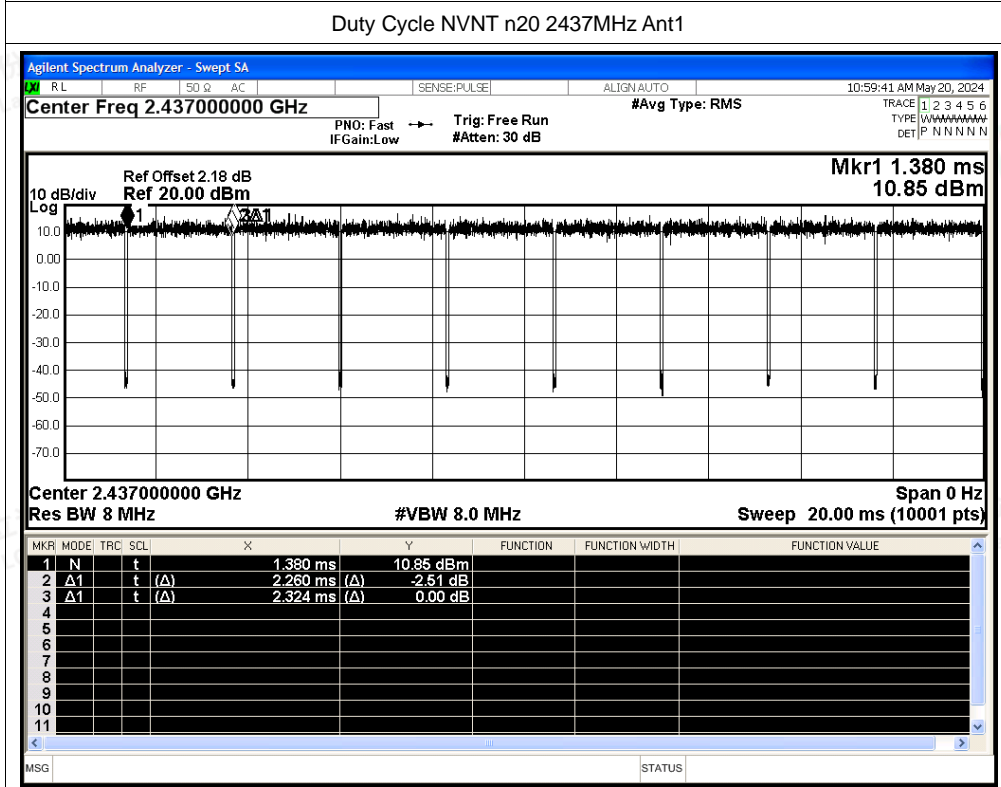 Duty Cycle NVNT n20 2437MHz Ant1
Agilent Spectrum Analyzer - Swept SA
LXI RL RF 50 Ω AC SENSE:PULSE ALIGN AUTO 10:59:41 AM May 20, 2024
Center Freq 2.437000000 GHz #Avg Type: RMS TRACE 1 2 3 4 5 6
PNO: Fast Trig: Free Run TYPE WWWWWW
IFGain:Low #Atten: 30 dB DET P N N N N N
Mkr1 1.380 ms
Ref Offset 2.18 dB
10 dB/div Ref 20.00 dBm 10.85 dBm
Log
1 2Δ1
10.0
0.00
-10.0
-20.0
-30.0
-40.0
-50.0
-60.0
-70.0
Center 2.437000000 GHz Span 0 Hz
Res BW 8 MHz #VBW 8.0 MHz Sweep 20.00 ms (10001 pts)
MKR MODE TRC SCL X Y FUNCTION FUNCTION WIDTH FUNCTION VALUE
1 N t 1.380 ms 10.85 dBm
2 Δ1 t (Δ) 2.260 ms (Δ) -2.51 dB
3 Δ1 t (Δ) 2.324 ms (Δ) 0.00 dB
4
5
6
7
8
9
10
11
MSG STATUS